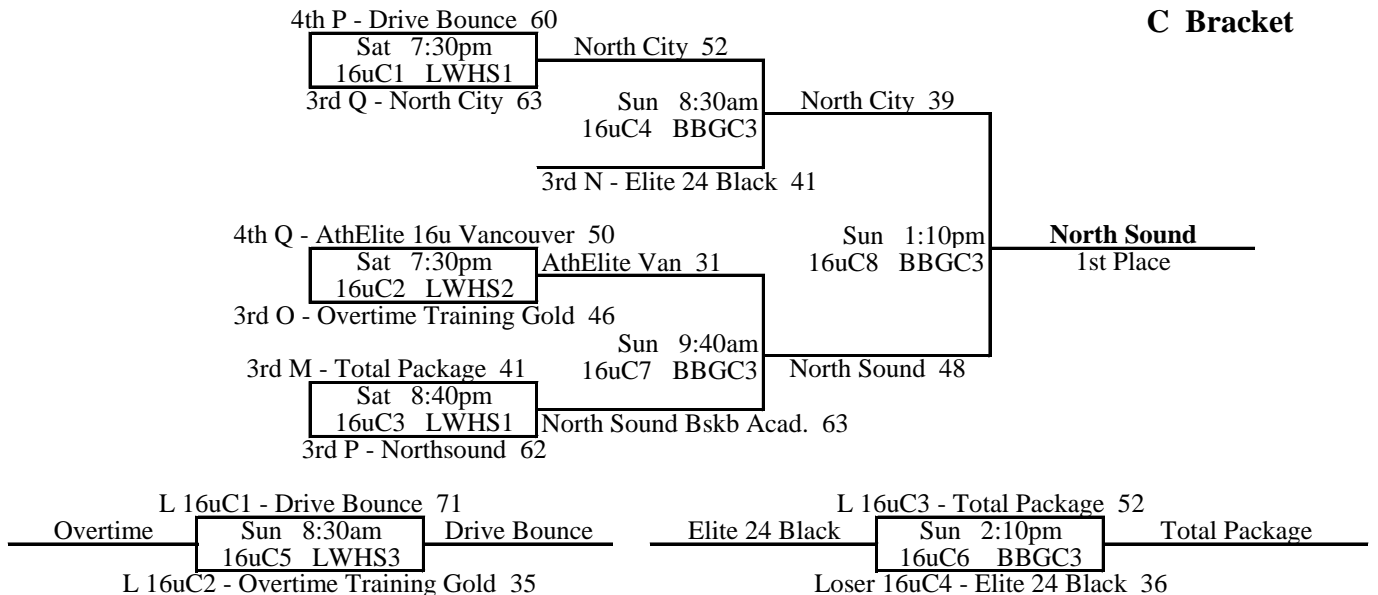 C Bracket
4th P - Drive Bounce 60
Sat 7:30pm
16uC1 LWHS1
3rd Q - North City 63
North City 52
Sun 8:30am
16uC4 BBGC3
3rd N - Elite 24 Black 41
North City 39
4th Q - AthElite 16u Vancouver 50
Sat 7:30pm
16uC2 LWHS2
3rd O - Overtime Training Gold 46
AthElite Van 31
Sun 9:40am
16uC7 BBGC3
3rd M - Total Package 41
Sat 8:40pm
16uC3 LWHS1
3rd P - Northsound 62
North Sound Bskb Acad. 63
North Sound 48
Sun 1:10pm
16uC8 BBGC3
North Sound
1st Place
L 16uC1 - Drive Bounce 71
Overtime
Sun 8:30am
16uC5 LWHS3
Drive Bounce
L 16uC2 - Overtime Training Gold 35
L 16uC3 - Total Package 52
Elite 24 Black
Sun 2:10pm
16uC6 BBGC3
Total Package
Loser 16uC4 - Elite 24 Black 36